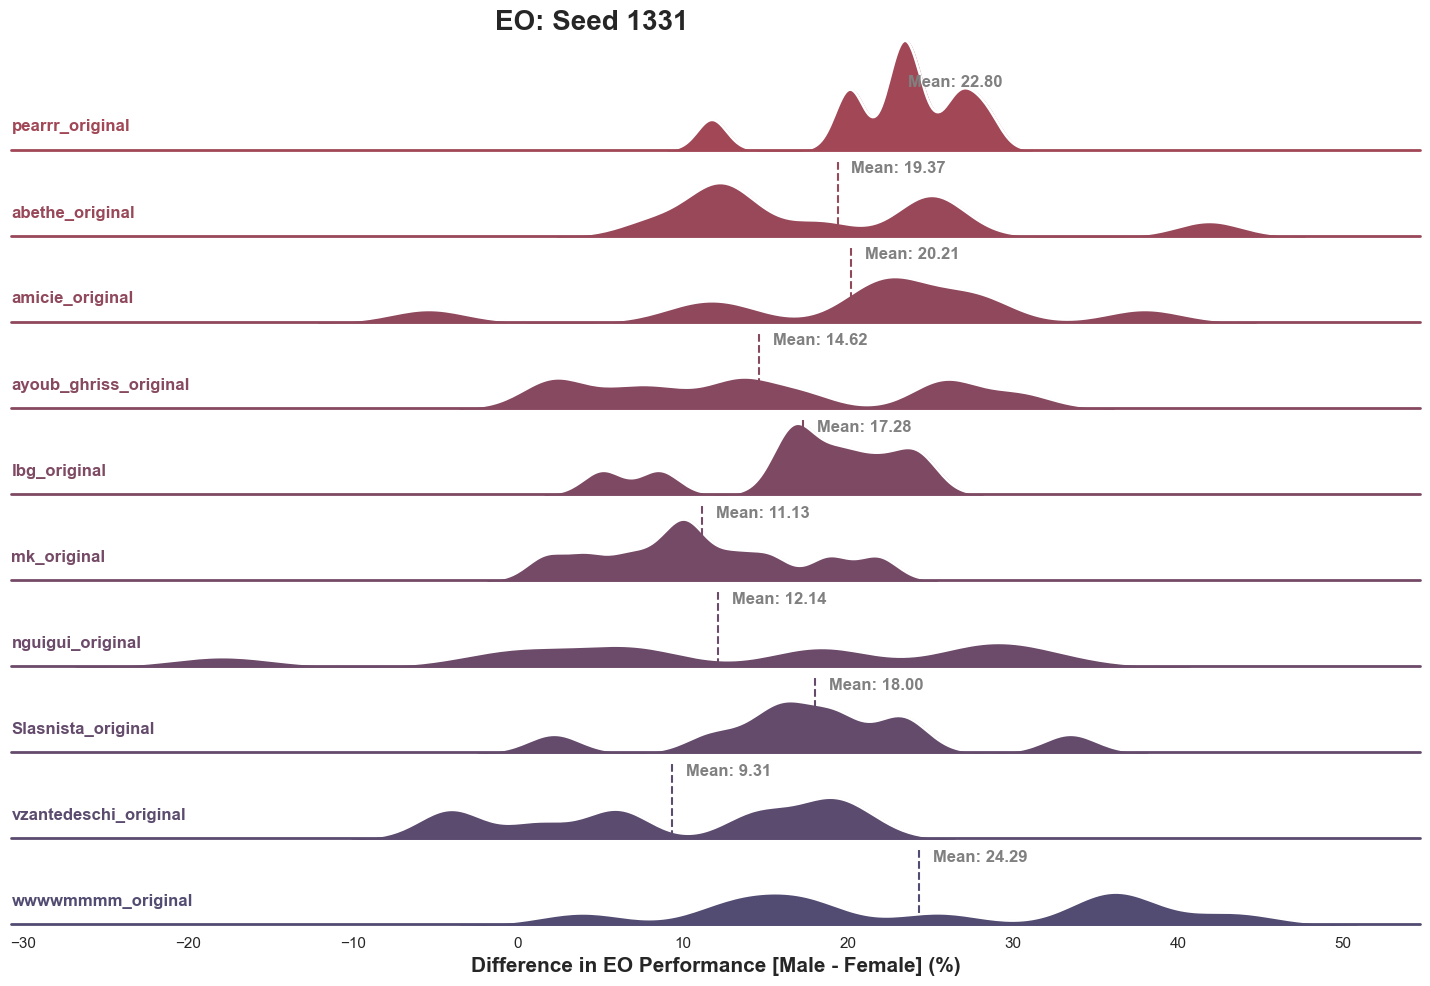 EO: Seed 1331
Mean: 22.80
pearrr_original
Mean: 19.37
abethe_original
Mean: 20.21
amicie_original
Mean: 14.62
ayoub_ghriss_original
Mean: 17.28
lbg_original
Mean: 11.13
mk_original
Mean: 12.14
nguigui_original
Mean: 18.00
Slasnista_original
Mean: 9.31
vzantedeschi_original
Mean: 24.29
wwwwmmmm_original
−30 −20 −10 0 10 20 30 40 50
Difference in EO Performance [Male - Female] (%)